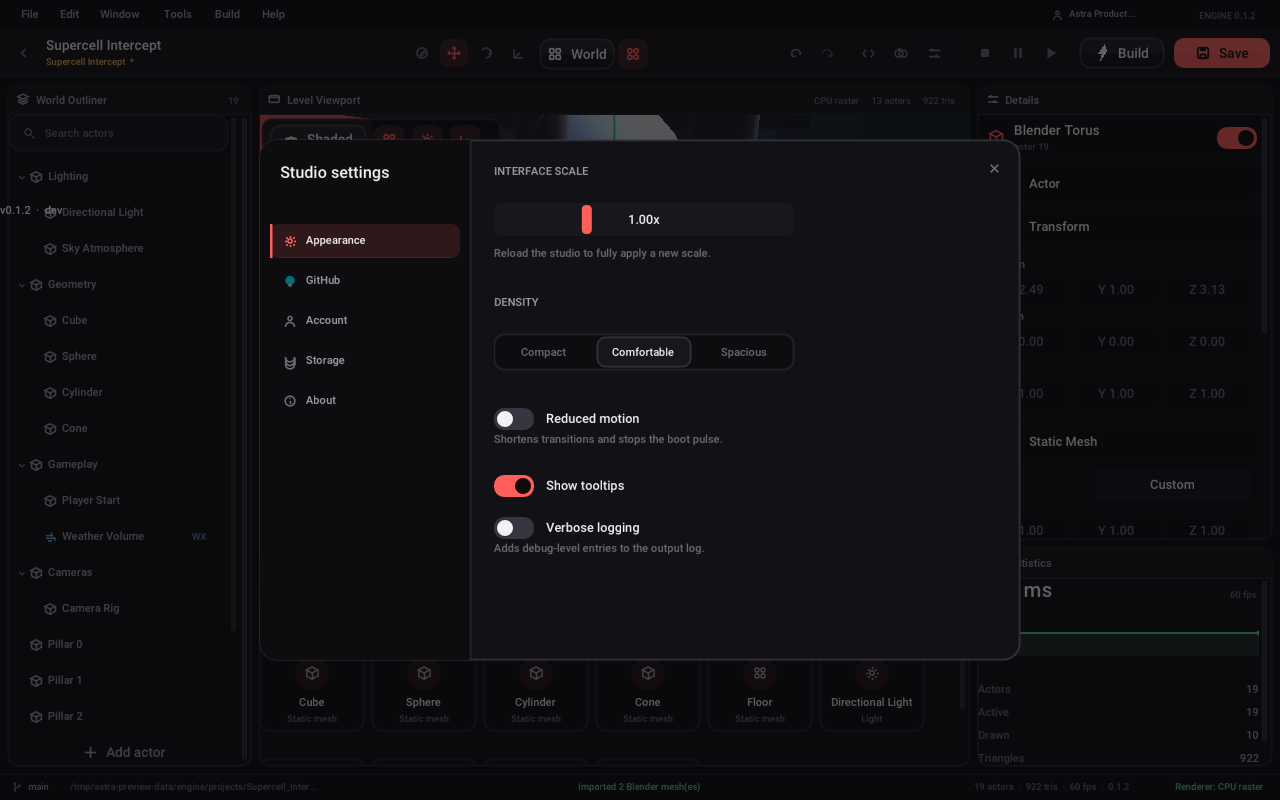 File Edit Window Tools Build Help
Astra Product...
ENGINE 0.1.2
Supercell Intercept
Supercell Intercept *
World
Build
Save
World Outliner 19
Search actors
Lighting
Directional Light
v0.1.2 · dev
Sky Atmosphere
Geometry
Cube
Sphere
Cylinder
Cone
Gameplay
Player Start
Weather Volume WX
Cameras
Camera Rig
Pillar 0
Pillar 1
Pillar 2
Add actor
Level Viewport
CPU raster · 13 actors · 922 tris
Shaded
Studio settings
Appearance
GitHub
Account
Storage
About
INTERFACE SCALE
1.00x
Reload the studio to fully apply a new scale.
DENSITY
Compact Comfortable Spacious
Reduced motion
Shortens transitions and stops the boot pulse.
Show tooltips
Verbose logging
Adds debug-level entries to the output log.
Cube
Static mesh
Sphere
Static mesh
Cylinder
Static mesh
Cone
Static mesh
Floor
Static mesh
Directional Light
Light
Details
Blender Torus
actor 19
Actor
Transform
2.49 Y 1.00 Z 3.13
0.00 Y 0.00 Z 0.00
1.00 Y 1.00 Z 1.00
Static Mesh
Custom
1.00 Y 1.00 Z 1.00
tistics
ms
60 fps
Actors 19
Active 19
Drawn 10
Triangles 922
main
/tmp/astra-preview-data/engine/projects/Supercell_Inter...
Imported 2 Blender mesh(es)
19 actors · 922 tris · 60 fps · 0.1.2
Renderer: CPU raster